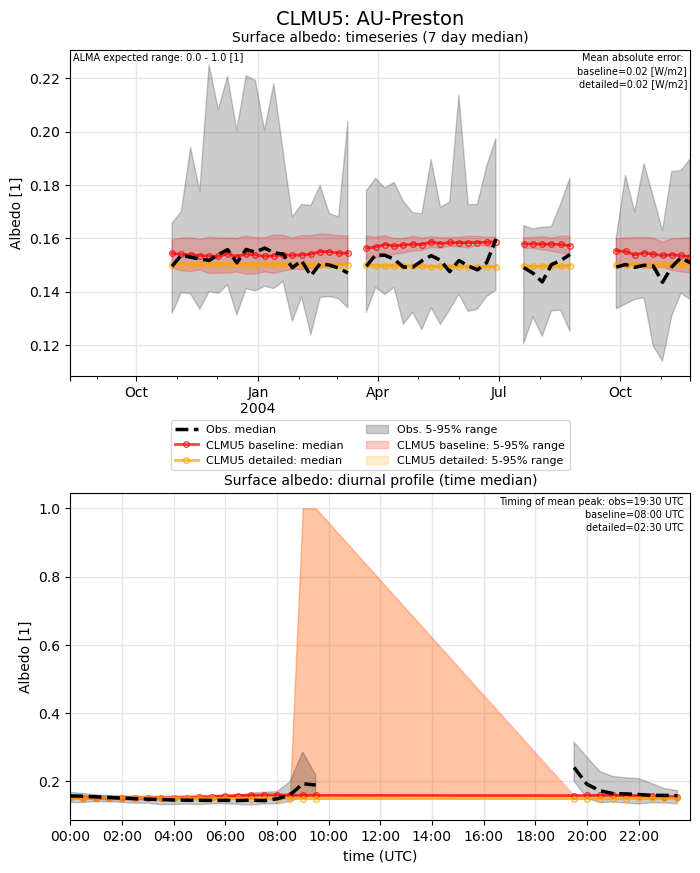 CLMU5: AU-Preston
Surface albedo: timeseries (7 day median)
ALMA expected range: 0.0 - 1.0 [1]
Mean absolute error:
baseline=0.02 [W/m2]
detailed=0.02 [W/m2]
0.22
0.20
0.18
0.16
0.14
0.12
Albedo [1]
Oct
Jan
2004
Apr
Jul
Oct
Obs. median
CLMU5 baseline: median
CLMU5 detailed: median
Obs. 5-95% range
CLMU5 baseline: 5-95% range
CLMU5 detailed: 5-95% range
Surface albedo: diurnal profile (time median)
Timing of mean peak: obs=19:30 UTC
baseline=08:00 UTC
detailed=02:30 UTC
1.0
0.8
0.6
0.4
0.2
Albedo [1]
00:00 02:00 04:00 06:00 08:00 10:00 12:00 14:00 16:00 18:00 20:00 22:00
time (UTC)